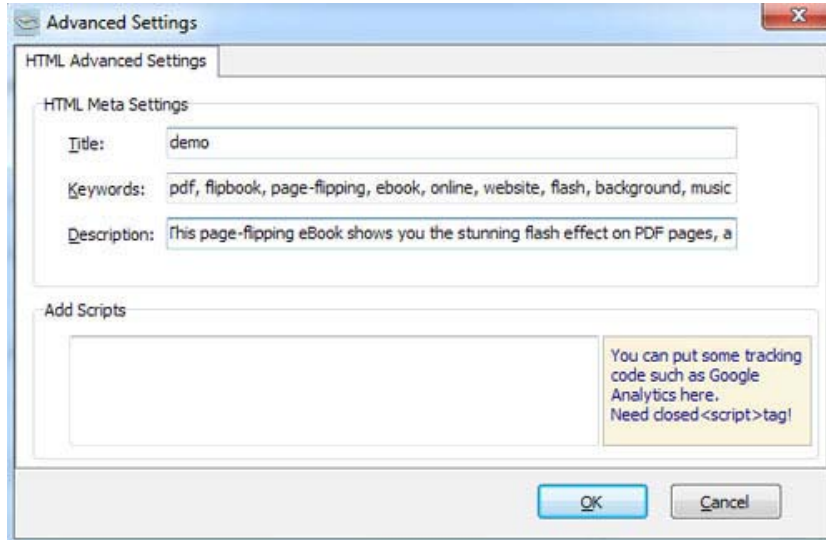 Advanced Settings
HTML Advanced Settings
HTML Meta Settings
Title: demo
Keywords: pdf, flipbook, page-flipping, ebook, online, website, flash, background, music
Description: This page-flipping eBook shows you the stunning flash effect on PDF pages, a
Add Scripts
You can put some tracking
code such as Google
Analytics here.
Need closed<script>tag!
OK Cancel